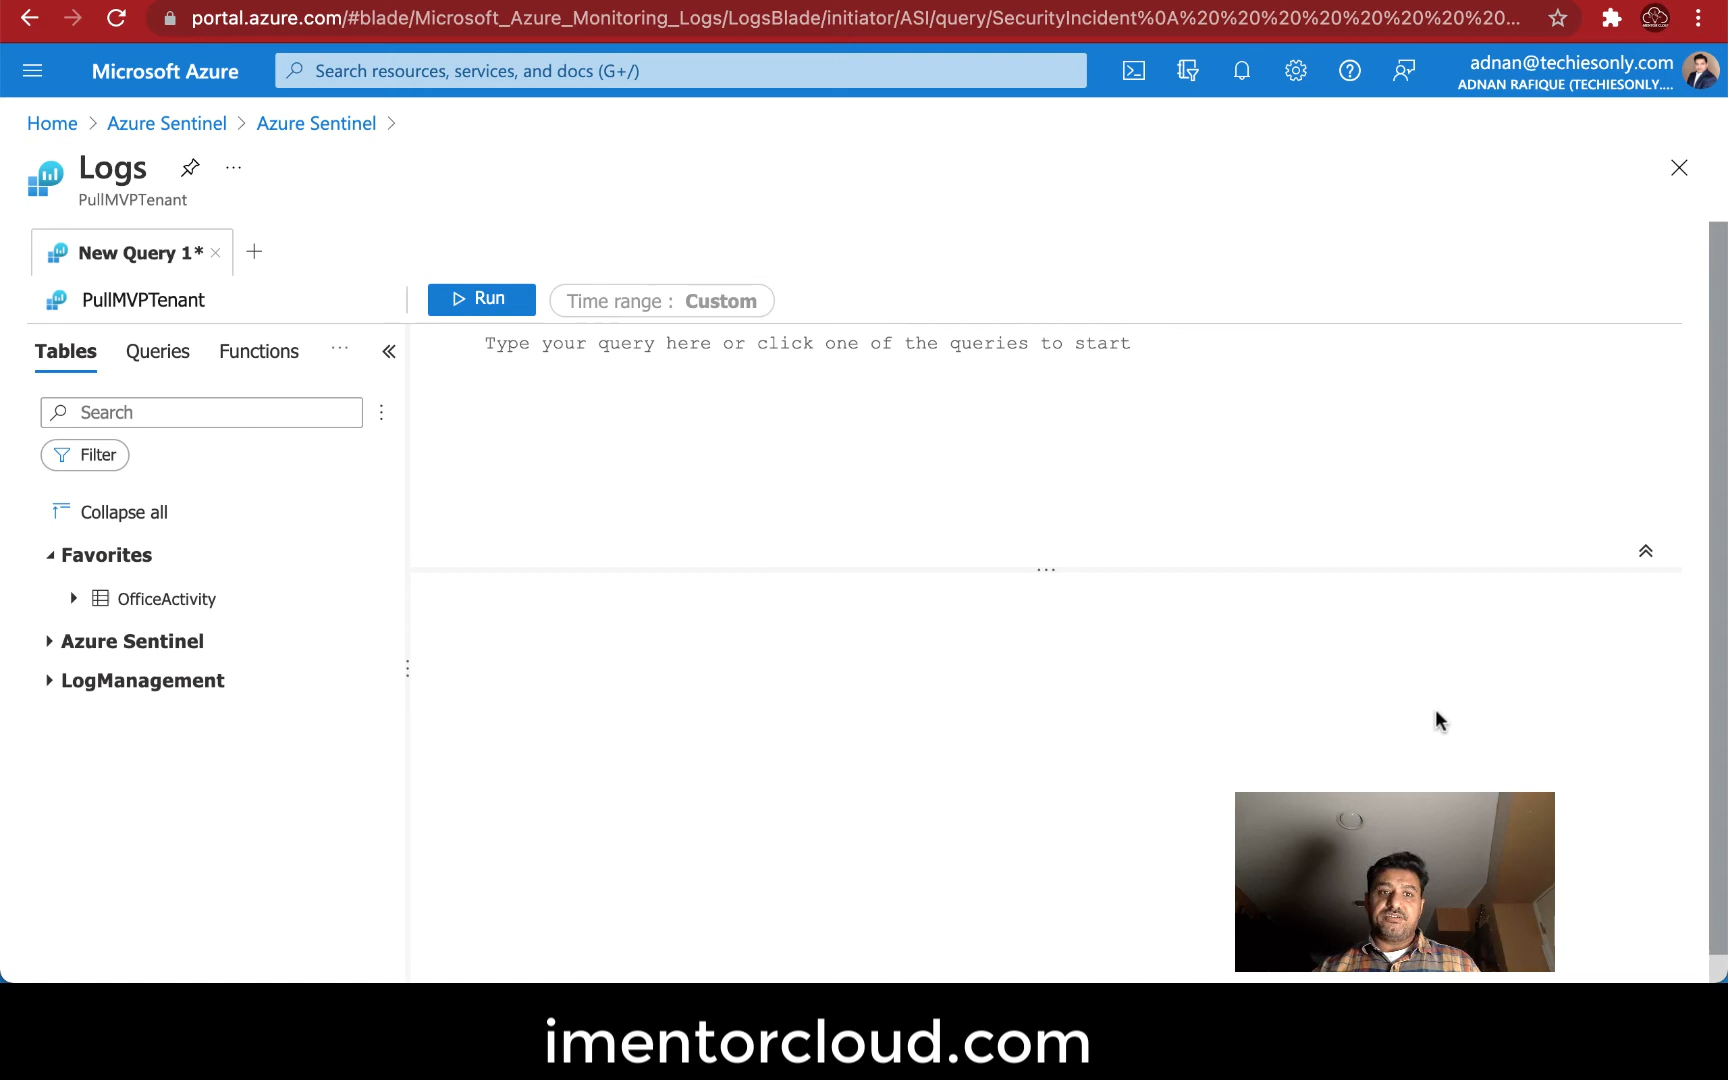 portal.azure.com/#blade/Microsoft_Azure_Monitoring_Logs/LogsBlade/initiator/ASI/query/SecurityIncident%0A%20%20%20%20%20%20%20%20...
Microsoft Azure
Search resources, services, and docs (G+/)
adnan@techiesonly.com
ADNAN RAFIQUE (TECHIESONLY....
Home > Azure Sentinel > Azure Sentinel >
Logs
PullMVPTenant
New Query 1*
PullMVPTenant
Run
Time range : Custom
Tables Queries Functions ...
Type your query here or click one of the queries to start
Search
Filter
Collapse all
Favorites
OfficeActivity
Azure Sentinel
LogManagement
imentorcloud.com